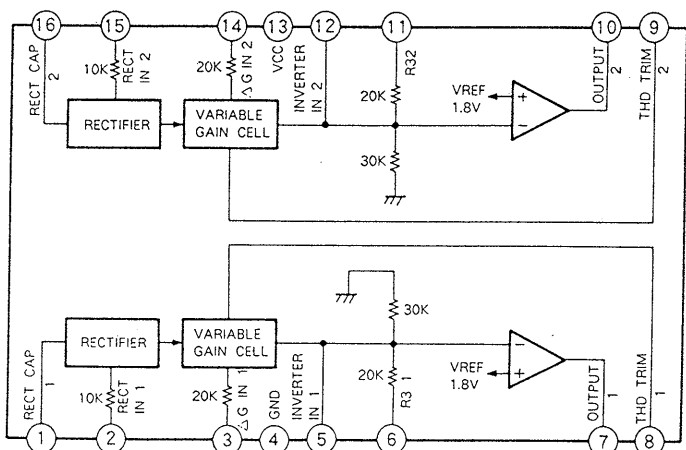 16 15 14 13 12 11 10 9
RECT CAP 2
10K
RECT IN 2
20K
△G IN 2
VCC
INVERTER IN 2
R32
20K
VREF 1.8V
+
−
OUTPUT 2
THD TRIM 2
RECTIFIER
VARIABLE GAIN CELL
30K
30K
RECTIFIER
VARIABLE GAIN CELL
−
+
VREF 1.8V
RECT CAP 1
10K
RECT IN 1
20K
△G IN 1
GND
INVERTER IN 1
20K
R3 1
OUTPUT 1
THD TRIM 1
1 2 3 4 5 6 7 8